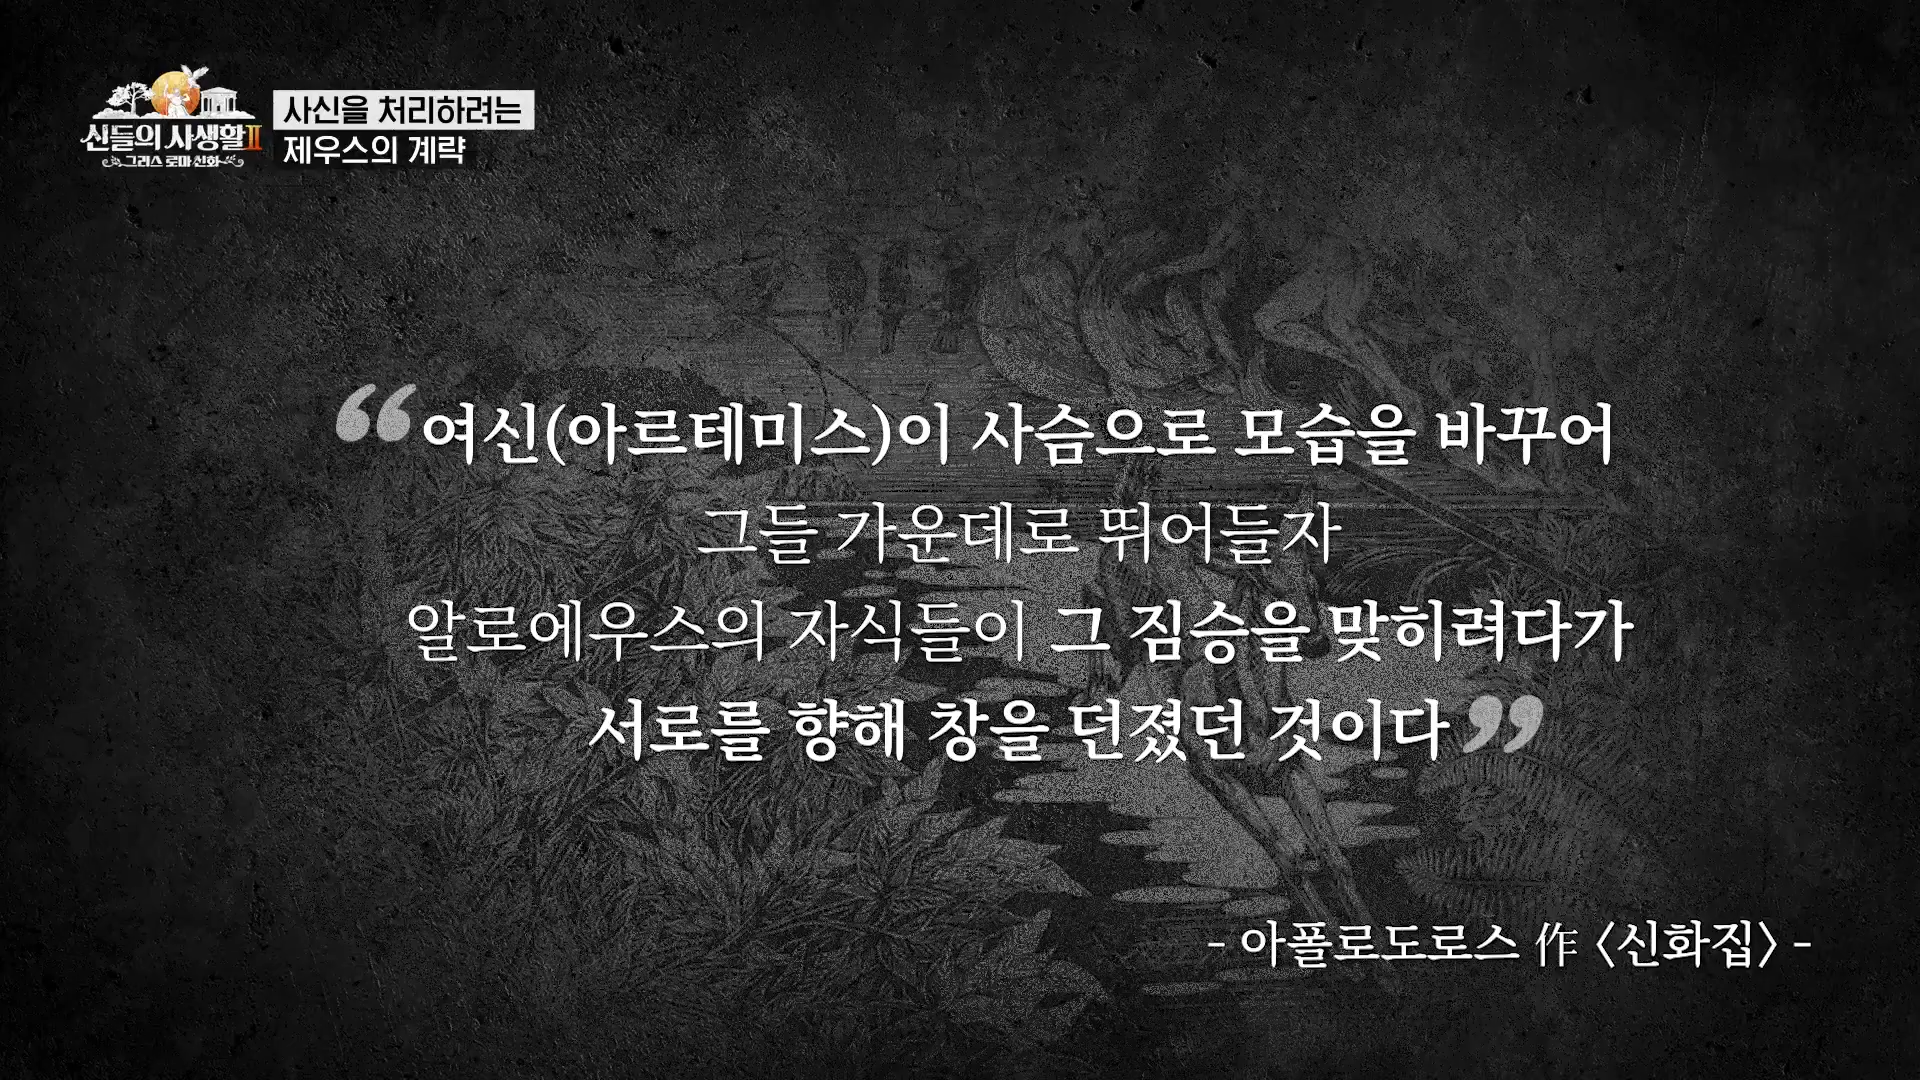 신들의 사생활Ⅱ
그리스 로마 신화
사신을 처리하려는
제우스의 계략
“여신(아르테미스)이 사슴으로 모습을 바꾸어
그들 가운데로 뛰어들자
알로에우스의 자식들이 그 짐승을 맞히려다가
서로를 향해 창을 던졌던 것이다”
- 아폴로도로스 作 〈신화집〉 -